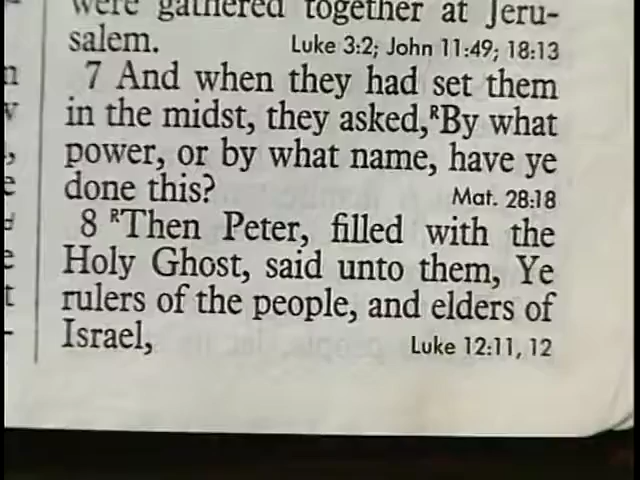 were gathered together at Jeru-
salem. Luke 3:2; John 11:49; 18:13
7 And when they had set them
in the midst, they asked,ᴿBy what
power, or by what name, have ye
done this? Mat. 28:18
8 ᴿThen Peter, filled with the
Holy Ghost, said unto them, Ye
rulers of the people, and elders of
Israel, Luke 12:11, 12